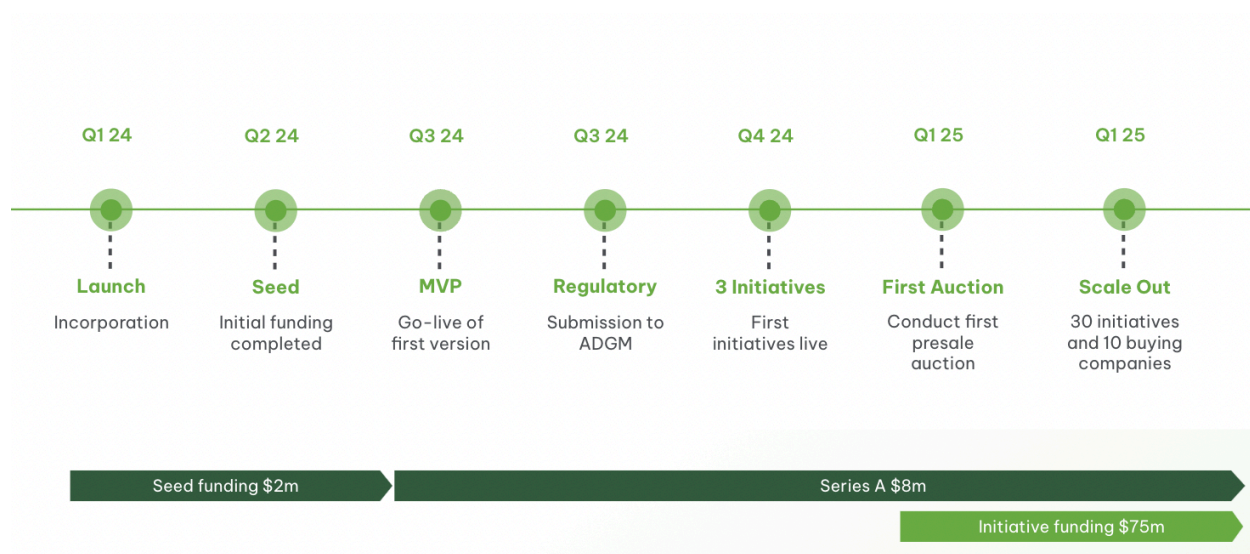 Q1 24
Q2 24
Q3 24
Q3 24
Q4 24
Q1 25
Q1 25
Launch
Incorporation
Seed
Initial funding
completed
MVP
Go-live of
first version
Regulatory
Submission to
ADGM
3 Initiatives
First
initiatives live
First Auction
Conduct first
presale
auction
Scale Out
30 initiatives
and 10 buying
companies
Seed funding $2m
Series A $8m
Initiative funding $75m